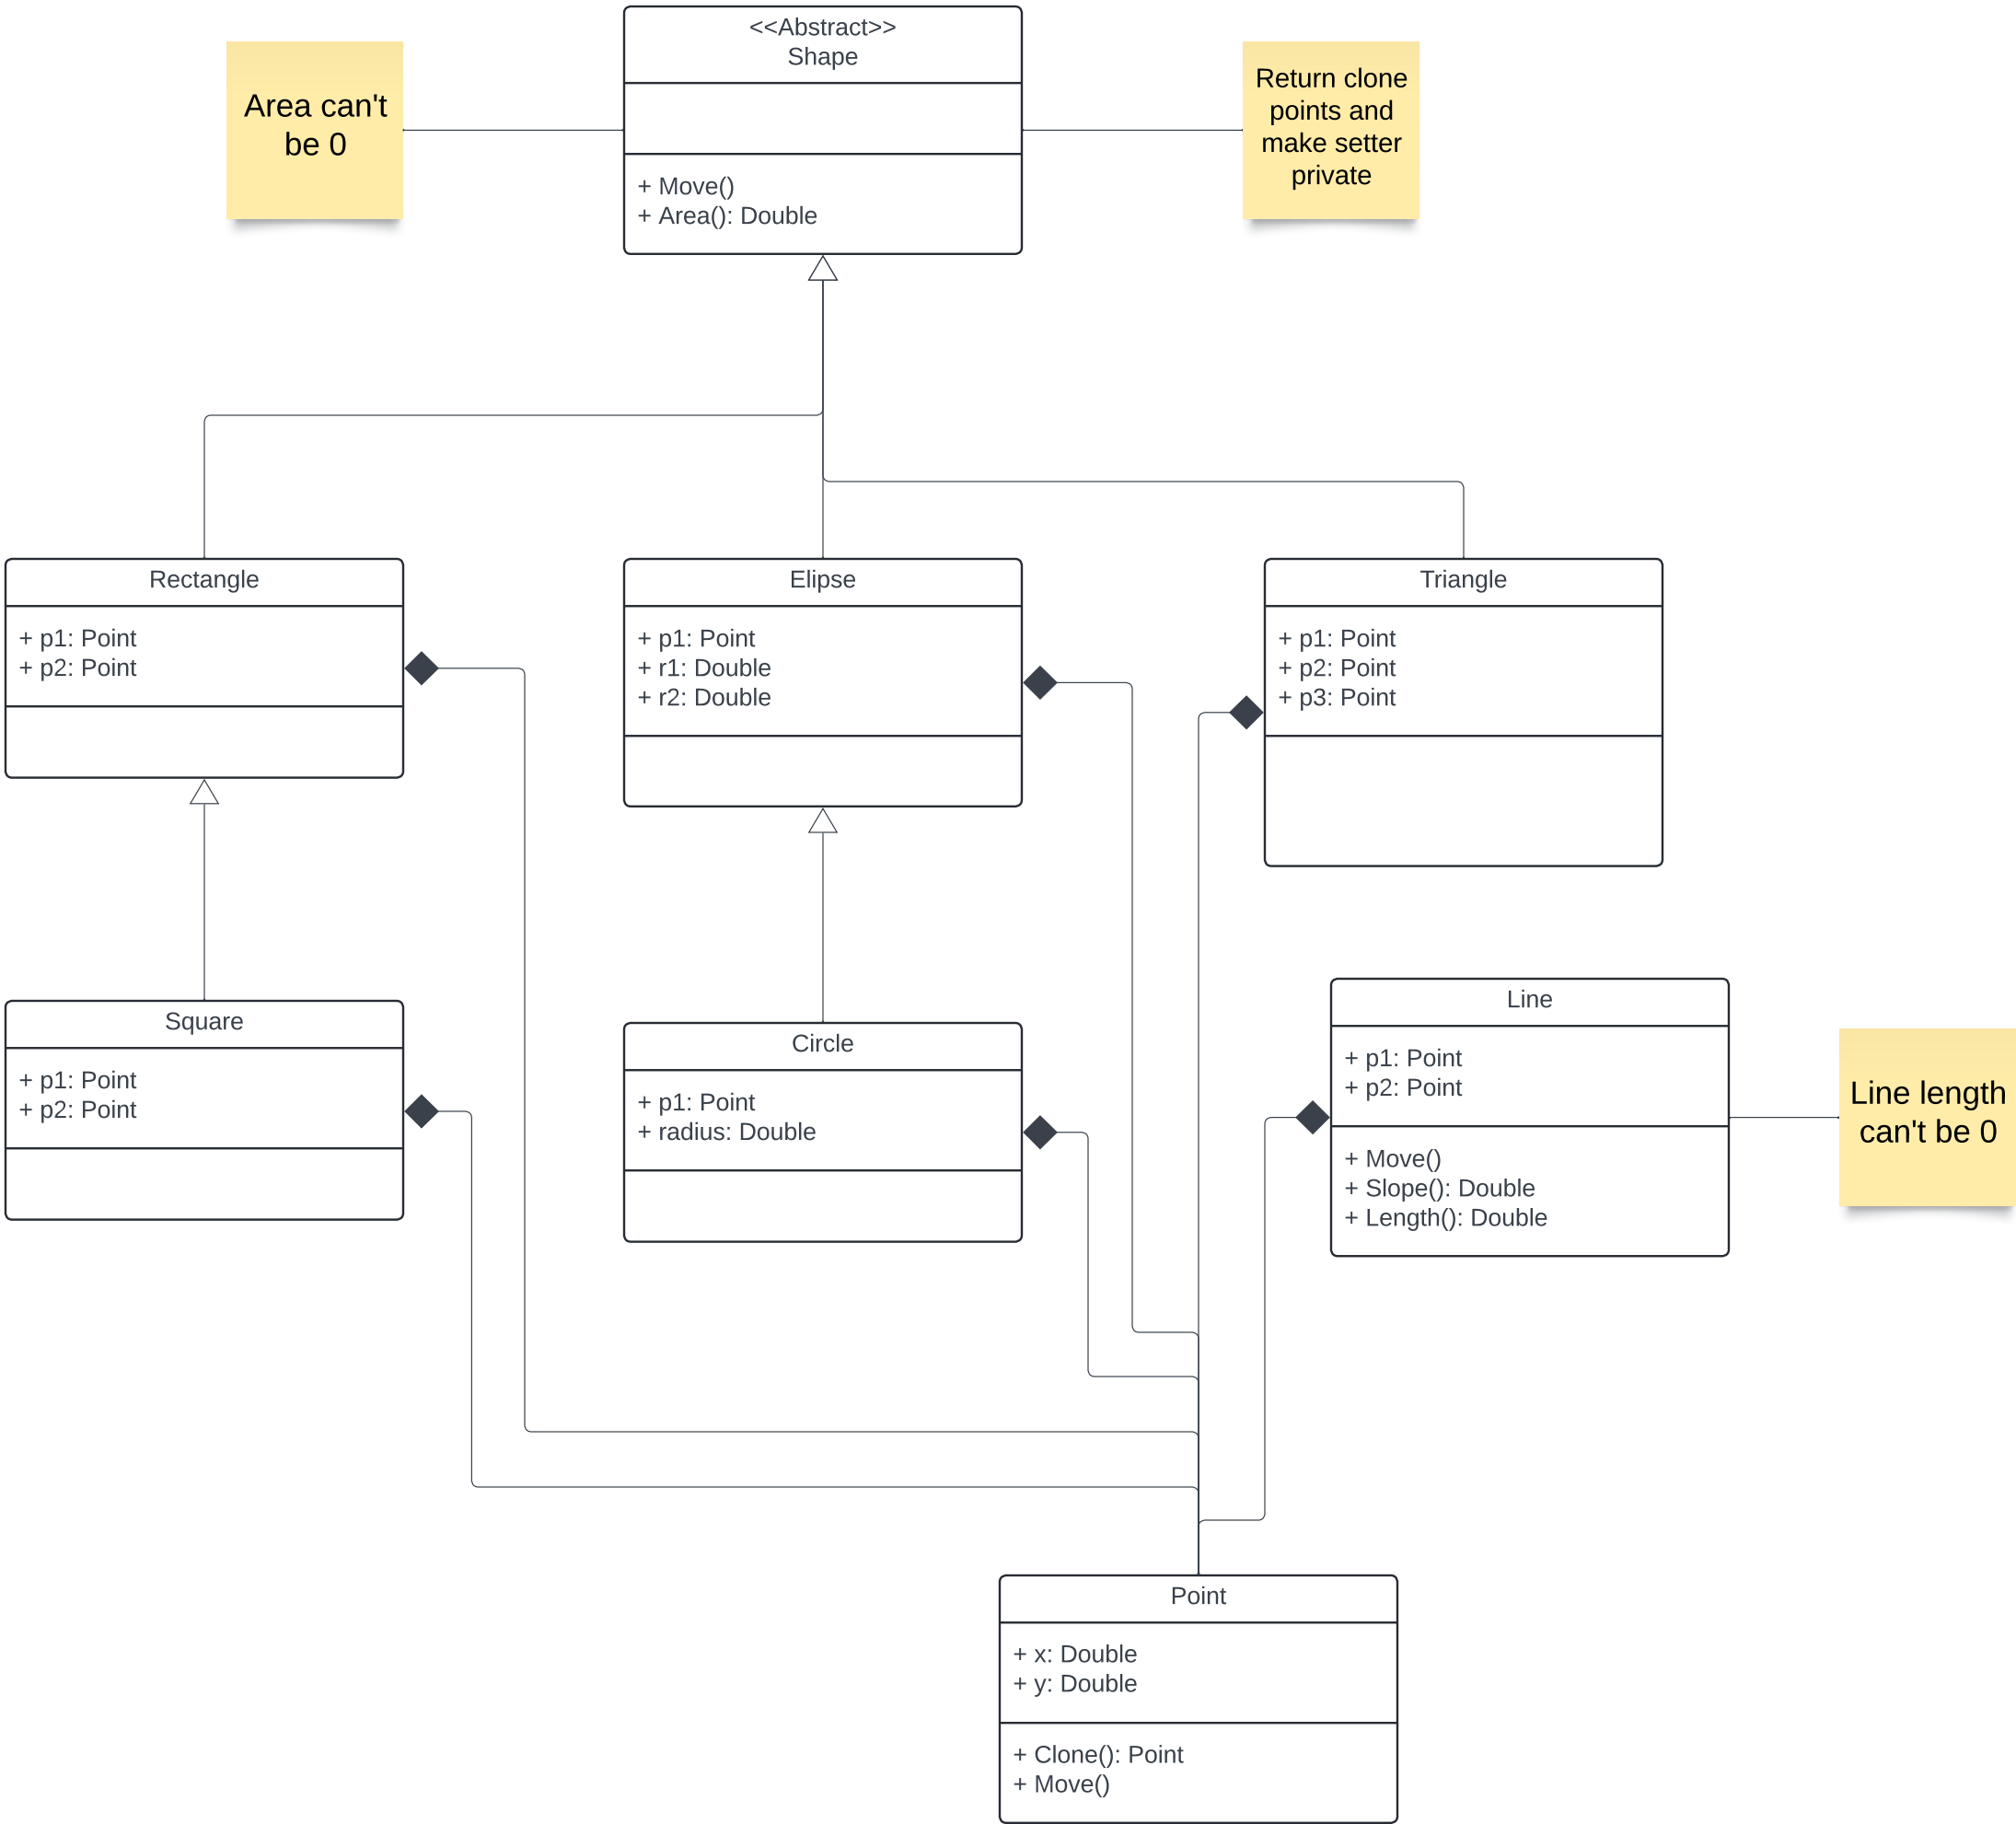 <<Abstract>>
Shape
+ Move()
+ Area(): Double
Area can't
be 0
Return clone
points and
make setter
private
Rectangle
+ p1: Point
+ p2: Point
Elipse
+ p1: Point
+ r1: Double
+ r2: Double
Triangle
+ p1: Point
+ p2: Point
+ p3: Point
Square
+ p1: Point
+ p2: Point
Circle
+ p1: Point
+ radius: Double
Line
+ p1: Point
+ p2: Point
+ Move()
+ Slope(): Double
+ Length(): Double
Line length
can't be 0
Point
+ x: Double
+ y: Double
+ Clone(): Point
+ Move()